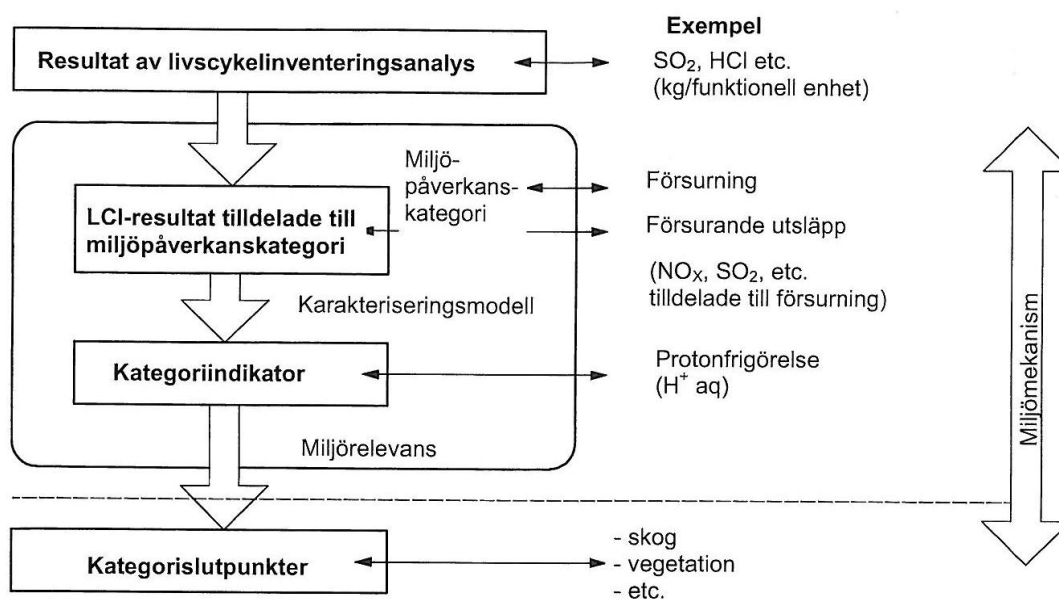 Exempel
Resultat av livscykelinventeringsanalys
SO₂, HCl etc.
(kg/funktionell enhet)
Miljö-
påverkans-
kategori
Försurning
LCI-resultat tilldelade till
miljöpåverkanskategori
Försurande utsläpp
(NOₓ, SO₂, etc.
tilldelade till försurning)
Karakteriseringsmodell
Kategoriindikator
Protonfrigörelse
(H⁺ aq)
Miljörelevans
Miljömekanism
Kategorislutpunkter
- skog
- vegetation
- etc.